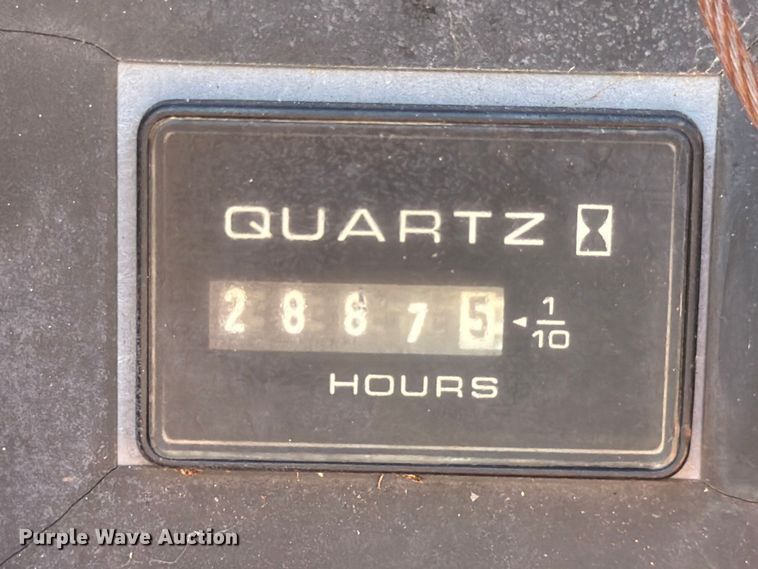 QUARTZ
28875 ◄ 1/10
HOURS
Purple Wave Auction